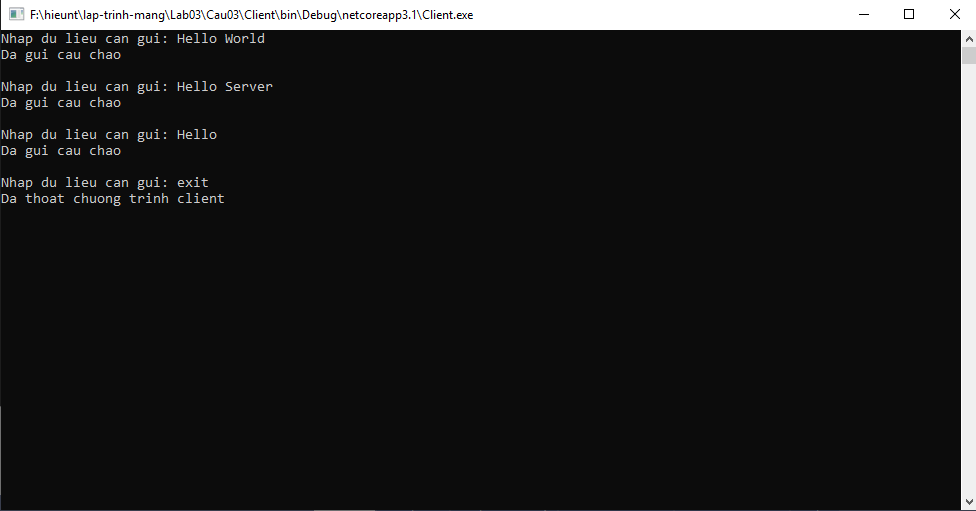 F:\hieunt\lap-trinh-mang\Lab03\Cau03\Client\bin\Debug\netcoreapp3.1\Client.exe
Nhap du lieu can gui: Hello World
Da gui cau chao
Nhap du lieu can gui: Hello Server
Da gui cau chao
Nhap du lieu can gui: Hello
Da gui cau chao
Nhap du lieu can gui: exit
Da thoat chuong trinh client